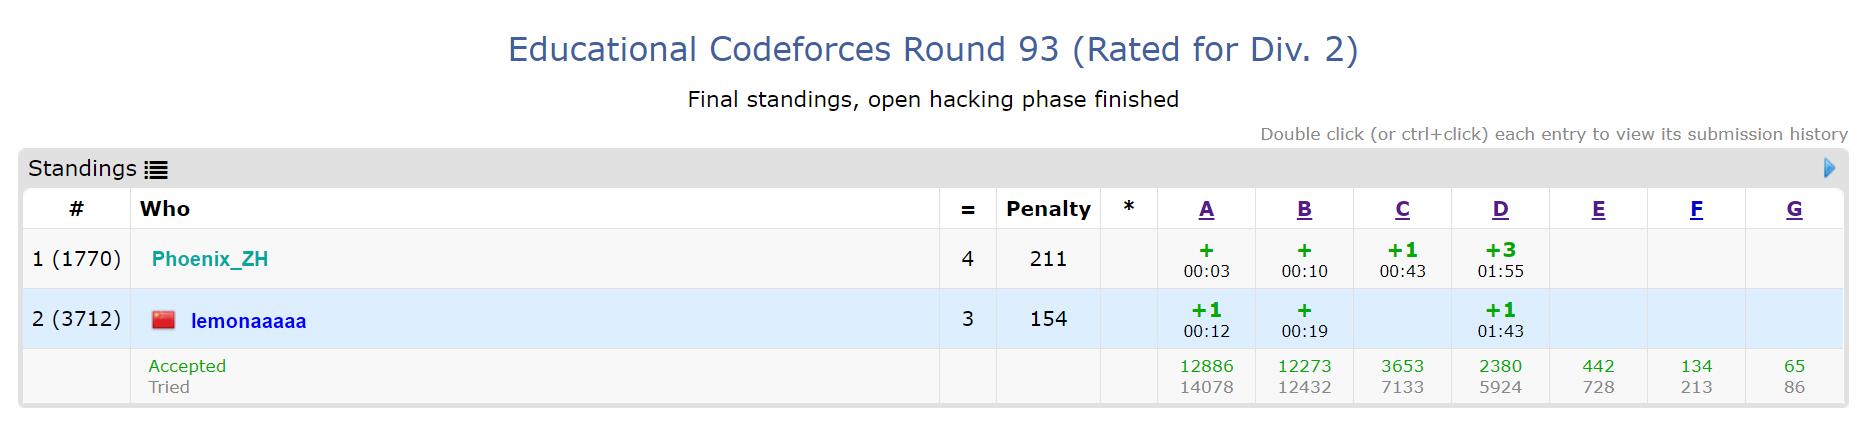 Educational Codeforces Round 93 (Rated for Div. 2)
Final standings, open hacking phase finished
Double click (or ctrl+click) each entry to view its submission history
Standings
# Who = Penalty * A B C D E F G
1 (1770) Phoenix_ZH 4 211 + + +1 +3
00:03 00:10 00:43 01:55
2 (3712) lemonaaaaa 3 154 +1 + +1
00:12 00:19 01:43
Accepted 12886 12273 3653 2380 442 134 65
Tried 14078 12432 7133 5924 728 213 86